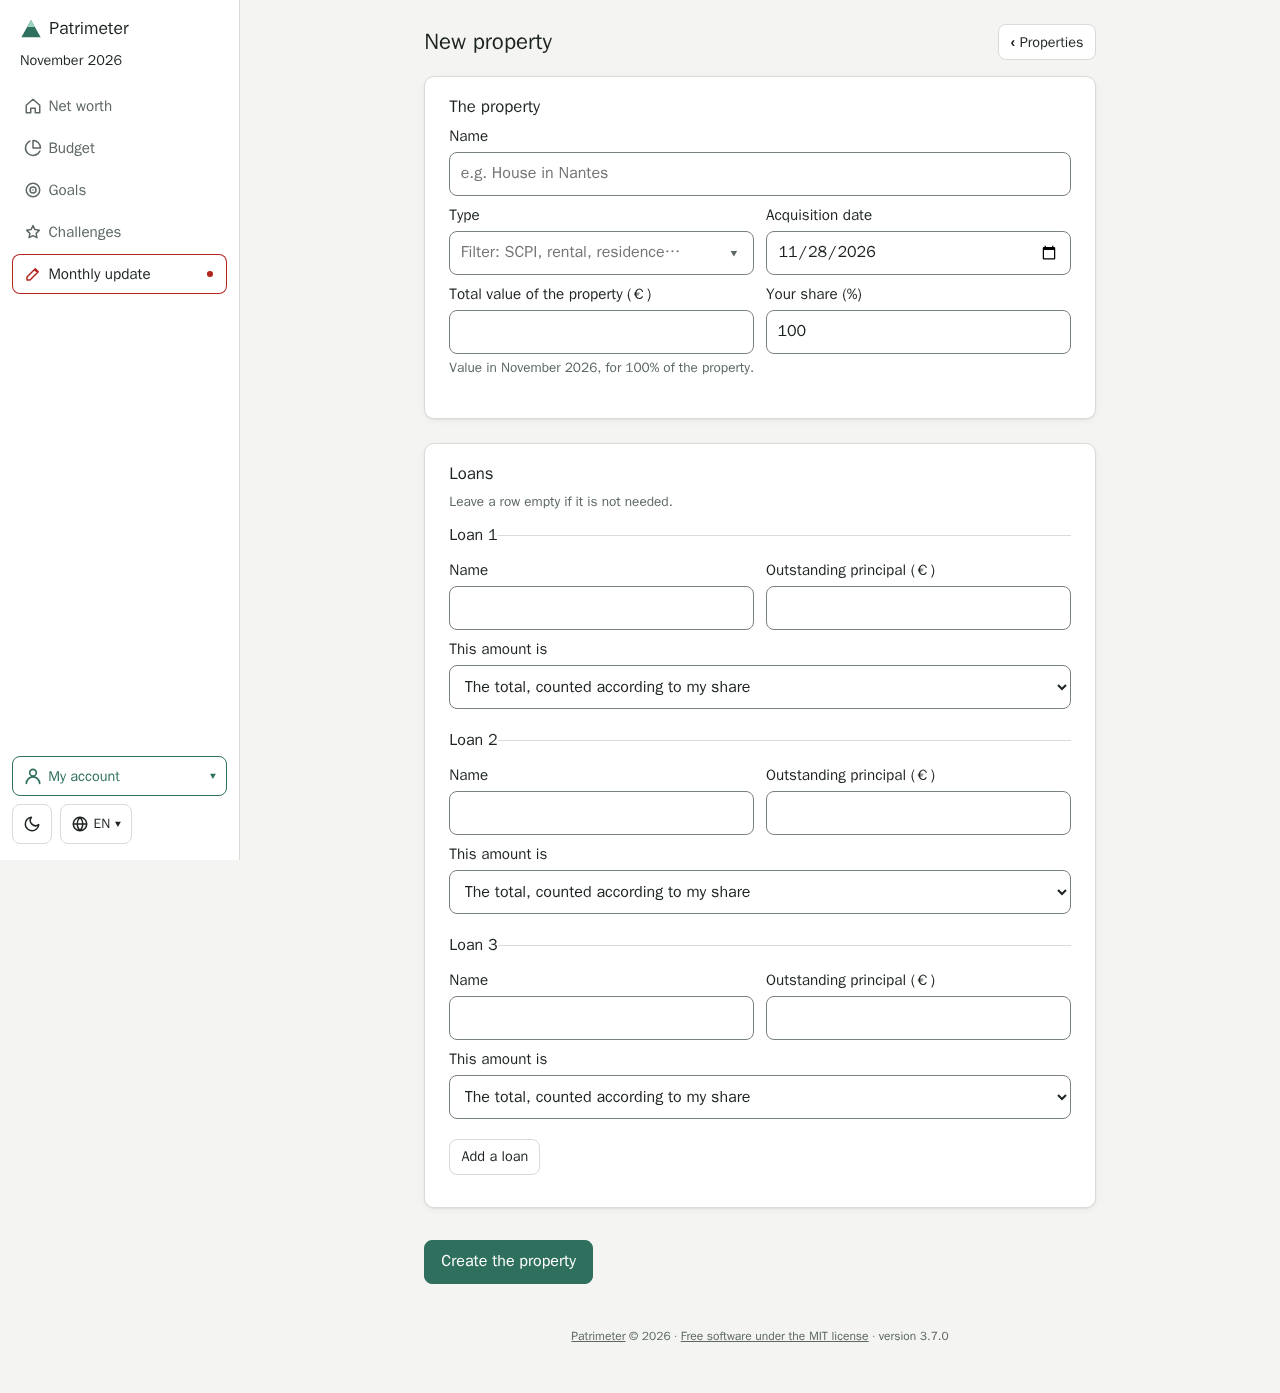 Patrimeter
November 2026
Net worth
Budget
Goals
Challenges
Monthly update
My account
EN
New property
‹ Properties
The property
Name
e.g. House in Nantes
Type
Acquisition date
Filter: SCPI, rental, residence…
11/28/2026
Total value of the property (€)
Your share (%)
100
Value in November 2026, for 100% of the property.
Loans
Leave a row empty if it is not needed.
Loan 1
Name
Outstanding principal (€)
This amount is
The total, counted according to my share
Loan 2
Name
Outstanding principal (€)
This amount is
The total, counted according to my share
Loan 3
Name
Outstanding principal (€)
This amount is
The total, counted according to my share
Add a loan
Create the property
Patrimeter © 2026 · Free software under the MIT license · version 3.7.0